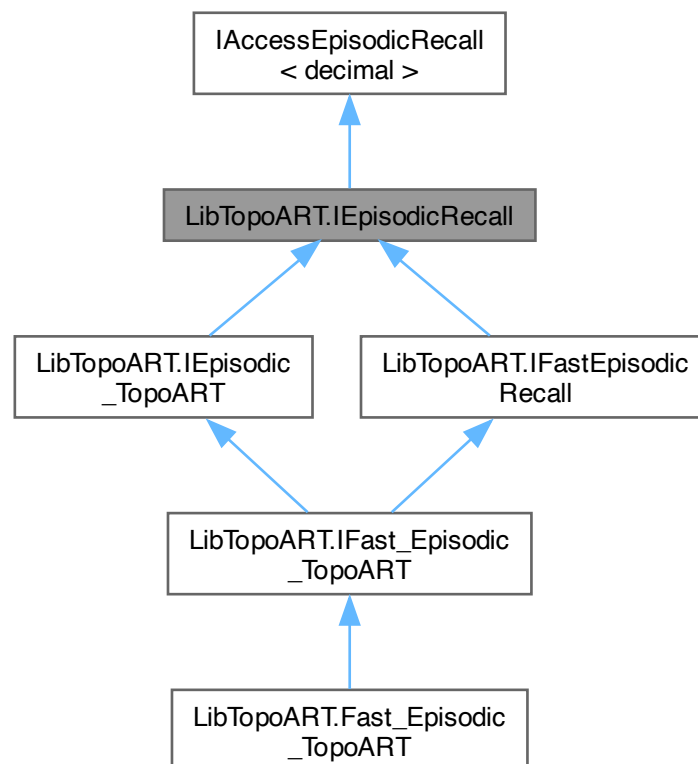 IAccessEpisodicRecall
< decimal >
LibTopoART.IEpisodicRecall
LibTopoART.IEpisodic
_TopoART
LibTopoART.IFastEpisodic
Recall
LibTopoART.IFast_Episodic
_TopoART
LibTopoART.Fast_Episodic
_TopoART